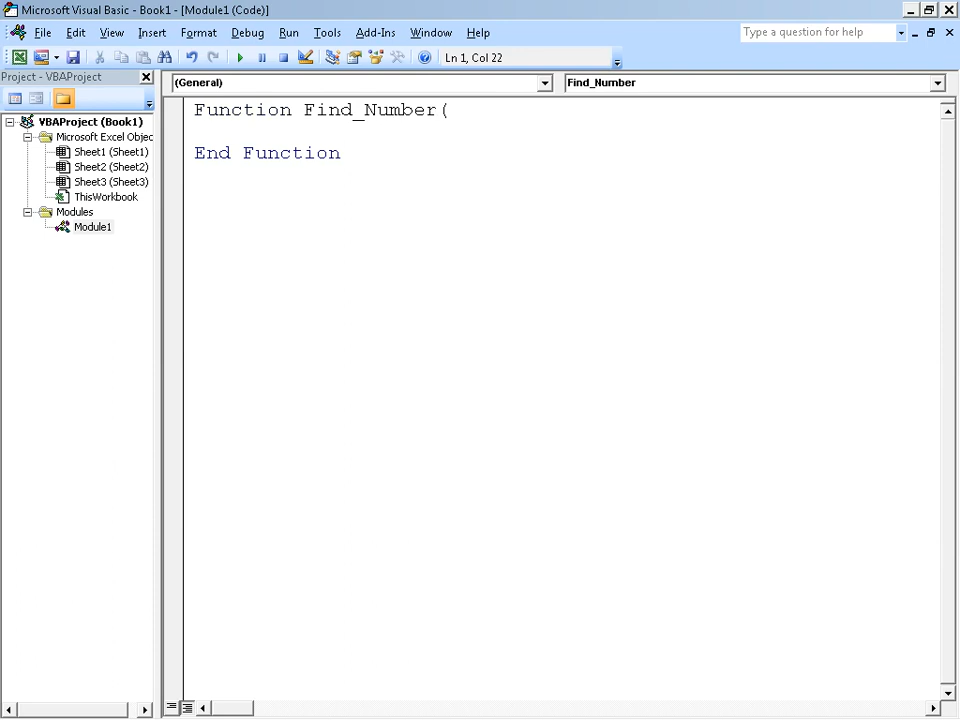 Microsoft Visual Basic - Book1 - [Module1 (Code)]
File Edit View Insert Format Debug Run Tools Add-Ins Window Help
Type a question for help
Ln 1, Col 22
Project - VBAProject
(General)
Find_Number
VBAProject (Book1)
Microsoft Excel Objec
Sheet1 (Sheet1)
Sheet2 (Sheet2)
Sheet3 (Sheet3)
ThisWorkbook
Modules
Module1
Function Find_Number(
End Function